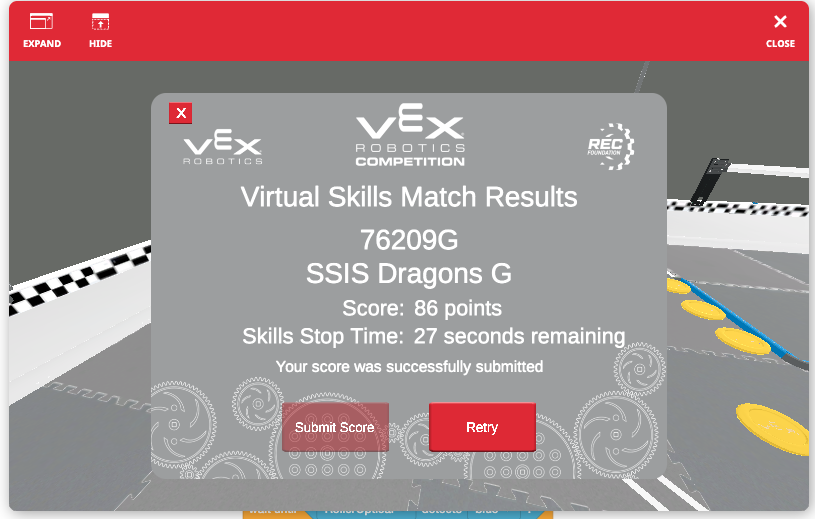 EXPAND
HIDE
CLOSE
X
VEX
ROBOTICS
VEX
ROBOTICS
COMPETITION
REC
FOUNDATION
Virtual Skills Match Results
76209G
SSIS Dragons G
Score: 86 points
Skills Stop Time: 27 seconds remaining
Your score was successfully submitted
Submit Score
Retry